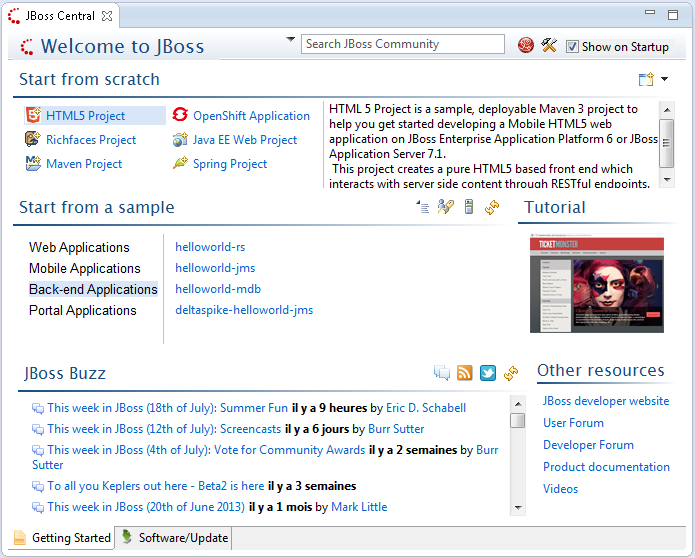 JBoss Central
Welcome to JBoss
Search JBoss Community
Show on Startup
Start from scratch
HTML5 Project
OpenShift Application
Richfaces Project
Java EE Web Project
Maven Project
Spring Project
HTML 5 Project is a sample, deployable Maven 3 project to
help you get started developing a Mobile HTML5 web
application on JBoss Enterprise Application Platform 6 or JBoss
Application Server 7.1.
This project creates a pure HTML5 based front end which
interacts with server side content through RESTful endpoints.
Start from a sample
Web Applications
Mobile Applications
Back-end Applications
Portal Applications
helloworld-rs
helloworld-jms
helloworld-mdb
deltaspike-helloworld-jms
Tutorial
TICKETMONSTER
JBoss Buzz
This week in JBoss (18th of July): Summer Fun il y a 9 heures by Eric D. Schabell
This week in JBoss (12th of July): Screencasts il y a 6 jours by Burr Sutter
This week in JBoss (4th of July): Vote for Community Awards il y a 2 semaines by Burr
Sutter
To all you Keplers out here - Beta2 is here il y a 3 semaines
This week in JBoss (20th of June 2013) il y a 1 mois by Mark Little
Other resources
JBoss developer website
User Forum
Developer Forum
Product documentation
Videos
Getting Started
Software/Update